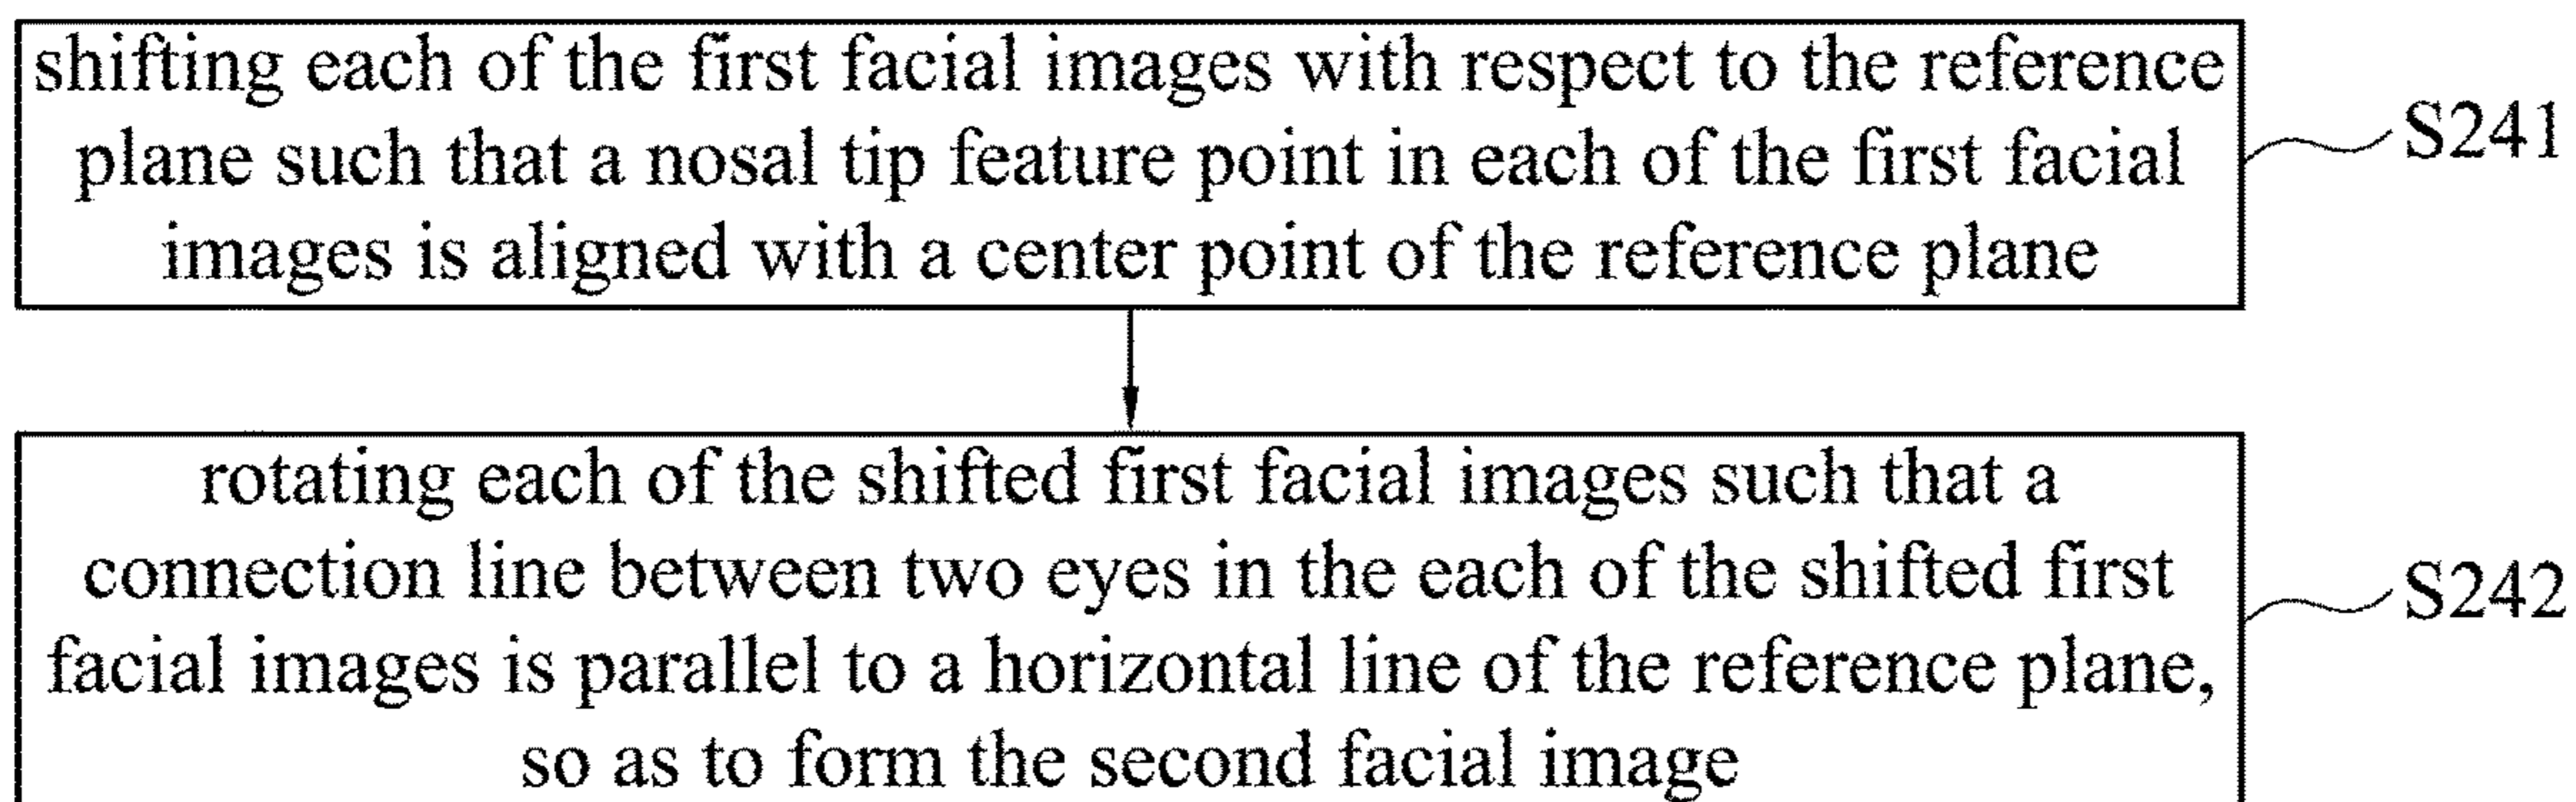 shifting each of the first facial images with respect to the reference
plane such that a nosal tip feature point in each of the first facial
images is aligned with a center point of the reference plane
S241
rotating each of the shifted first facial images such that a
connection line between two eyes in the each of the shifted first
facial images is parallel to a horizontal line of the reference plane,
so as to form the second facial image
S242